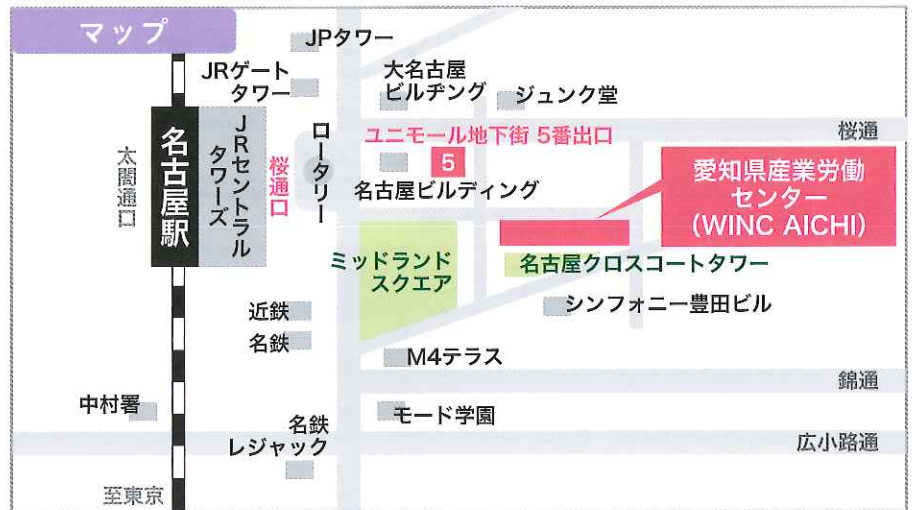 マップ
JPタワー
JRゲート
タワー
大名古屋
ビルヂング
ジュンク堂
桜通
ユニモール地下街 5番出口
5
名古屋ビルディング
愛知県産業労働
センター
(WINC AICHI)
太閤通口
名古屋駅
JRセントラル
タワーズ
桜通口
ロータリー
ミッドランド
スクエア
名古屋クロスコートタワー
シンフォニー豊田ビル
近鉄
名鉄
M4テラス
錦通
中村署
名鉄
レジャック
モード学園
広小路通
至東京